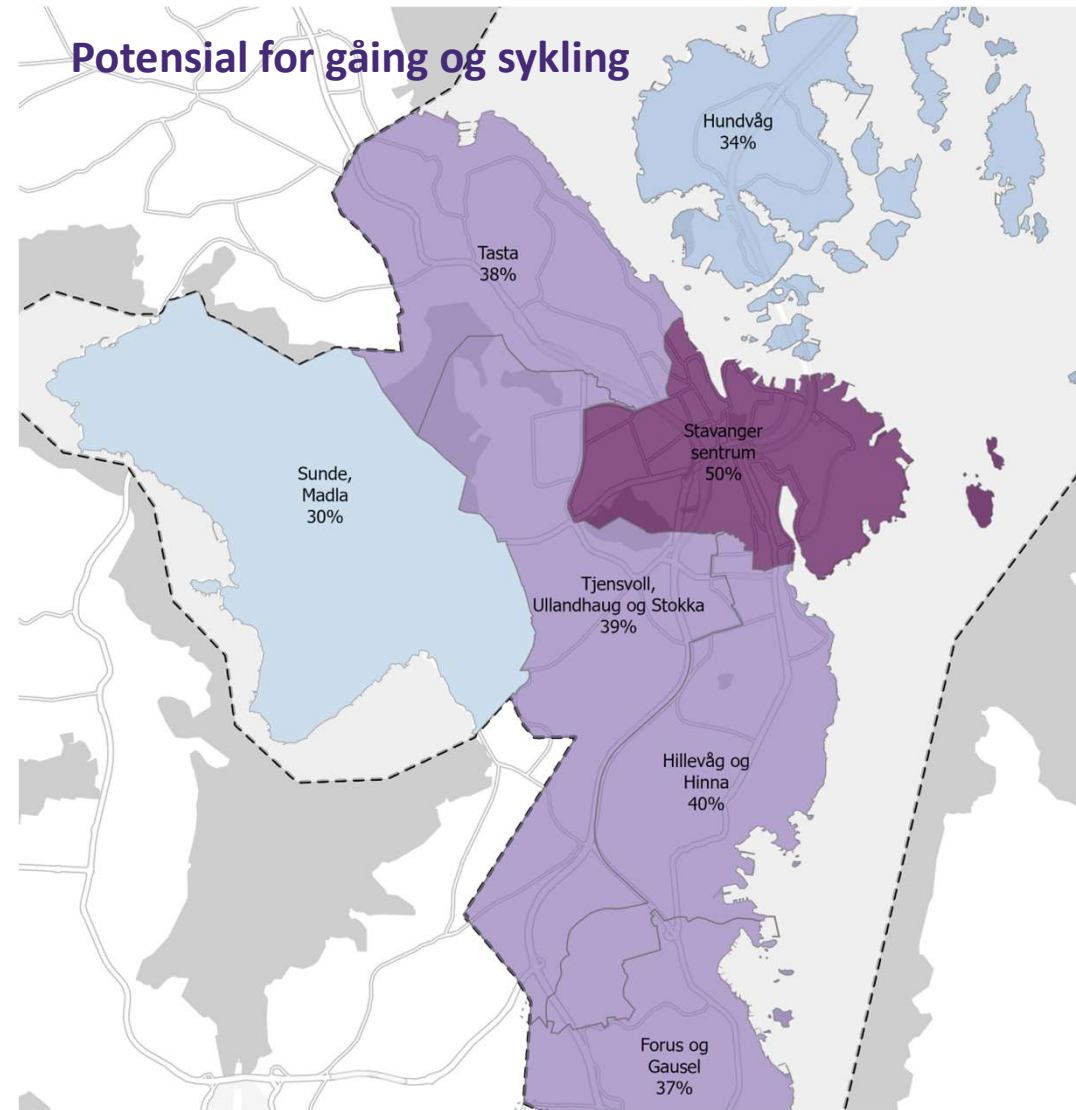 Potensial for gåing og sykling
Hundvåg
34%
Tasta
38%
Stavanger
sentrum
50%
Sunde,
Madla
30%
Tjensvoll,
Ullandhaug og Stokka
39%
Hillevåg og
Hinna
40%
Forus og
Gausel
37%